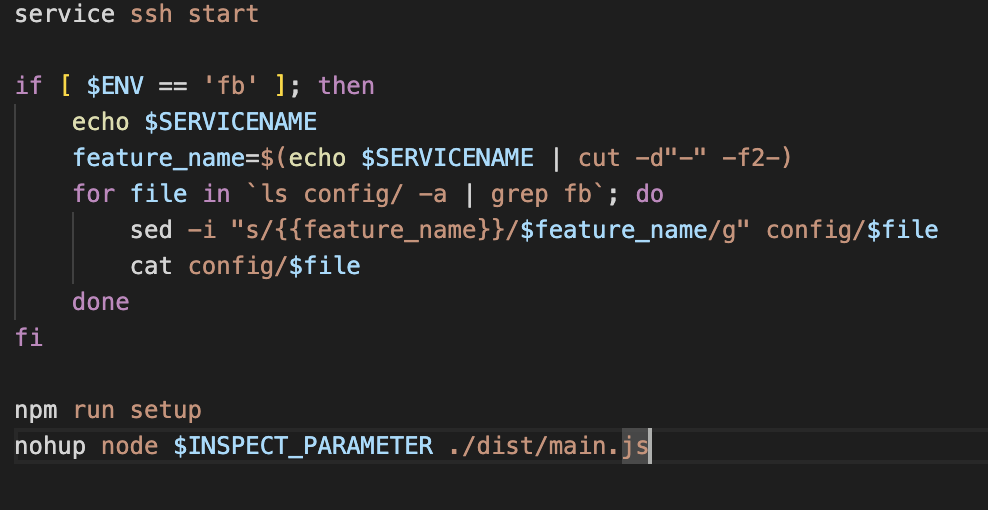 service ssh start
if [ $ENV == 'fb' ]; then
echo $SERVICENAME
feature_name=$(echo $SERVICENAME | cut -d"-" -f2-)
for file in `ls config/ -a | grep fb`; do
sed -i "s/{{feature_name}}/$feature_name/g" config/$file
cat config/$file
done
fi
npm run setup
nohup node $INSPECT_PARAMETER ./dist/main.js